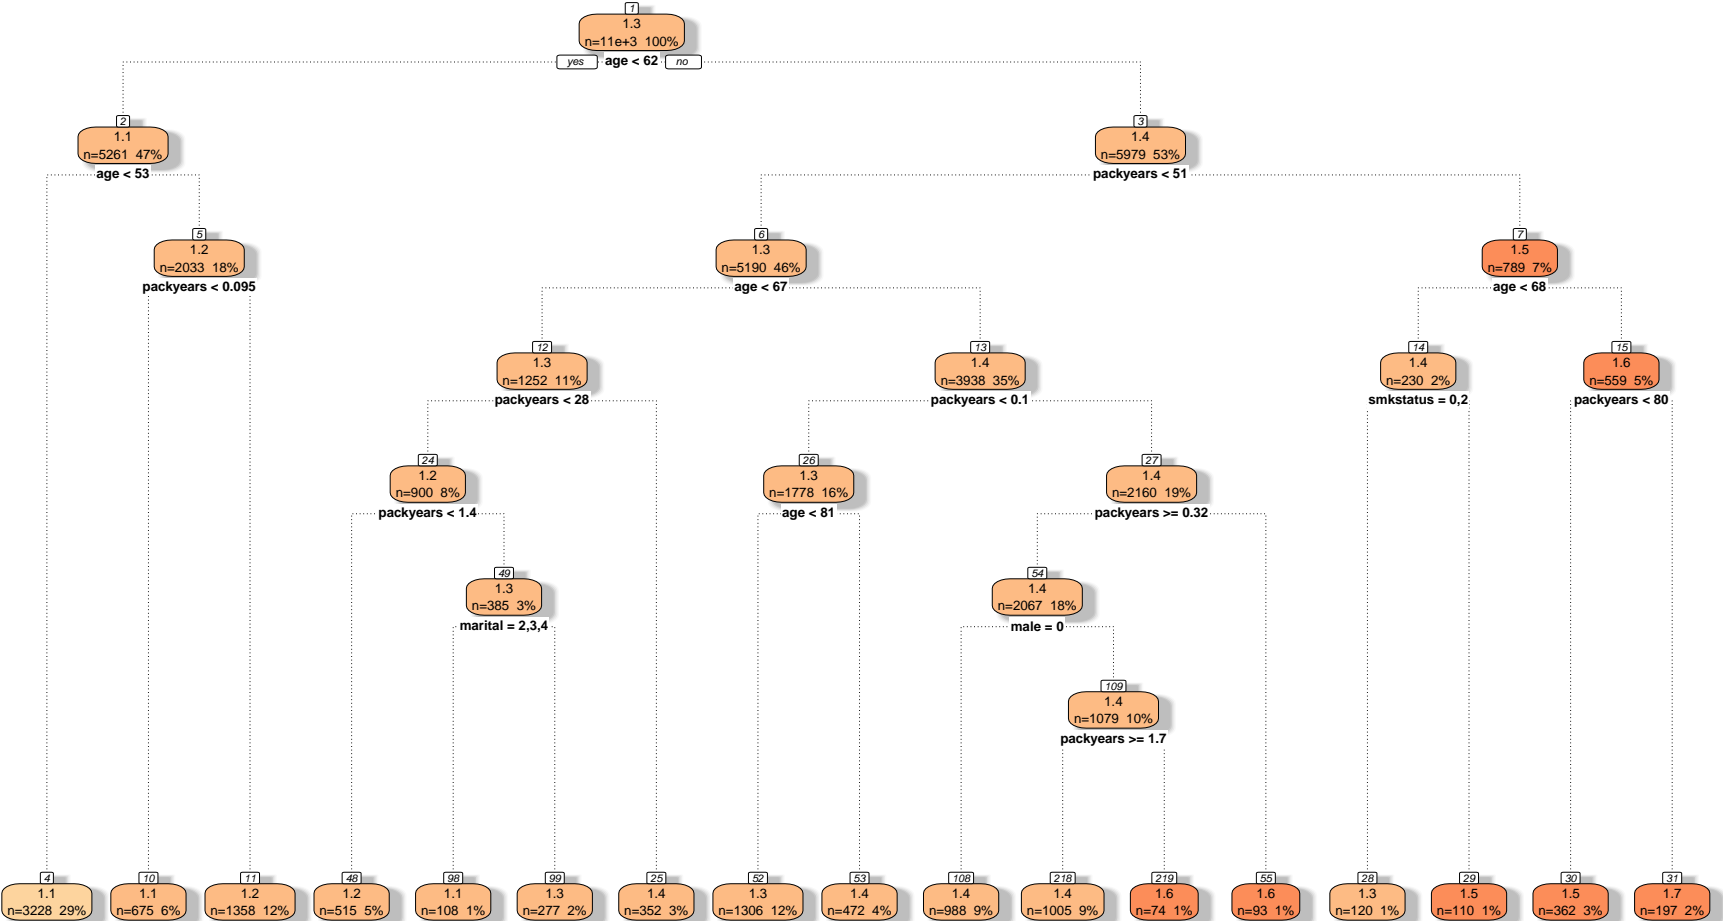 1
1.3
n=11e+3 100%
yes age < 62 no
2
1.1
n=5261 47%
age < 53
3
1.4
n=5979 53%
packyears < 51
5
1.2
n=2033 18%
packyears < 0.095
6
1.3
n=5190 46%
age < 67
7
1.5
n=789 7%
age < 68
12
1.3
n=1252 11%
packyears < 28
13
1.4
n=3938 35%
packyears < 0.1
14
1.4
n=230 2%
smkstatus = 0,2
15
1.6
n=559 5%
packyears < 80
24
1.2
n=900 8%
packyears < 1.4
26
1.3
n=1778 16%
age < 81
27
1.4
n=2160 19%
packyears >= 0.32
49
1.3
n=385 3%
marital = 2,3,4
54
1.4
n=2067 18%
male = 0
109
1.4
n=1079 10%
packyears >= 1.7
4
1.1
n=3228 29%
10
1.1
n=675 6%
11
1.2
n=1358 12%
48
1.2
n=515 5%
98
1.1
n=108 1%
99
1.3
n=277 2%
25
1.4
n=352 3%
52
1.3
n=1306 12%
53
1.4
n=472 4%
108
1.4
n=988 9%
218
1.4
n=1005 9%
219
1.6
n=74 1%
55
1.6
n=93 1%
28
1.3
n=120 1%
29
1.5
n=110 1%
30
1.5
n=362 3%
31
1.7
n=197 2%